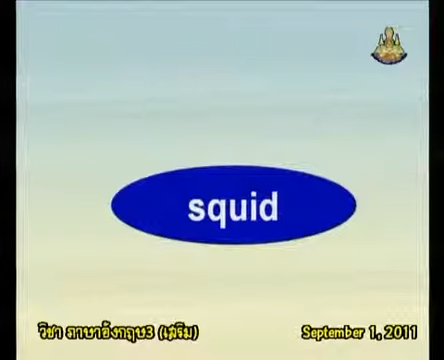 squid
วิชา ภาษาอังกฤษ3 (เสริม) September 1, 2011